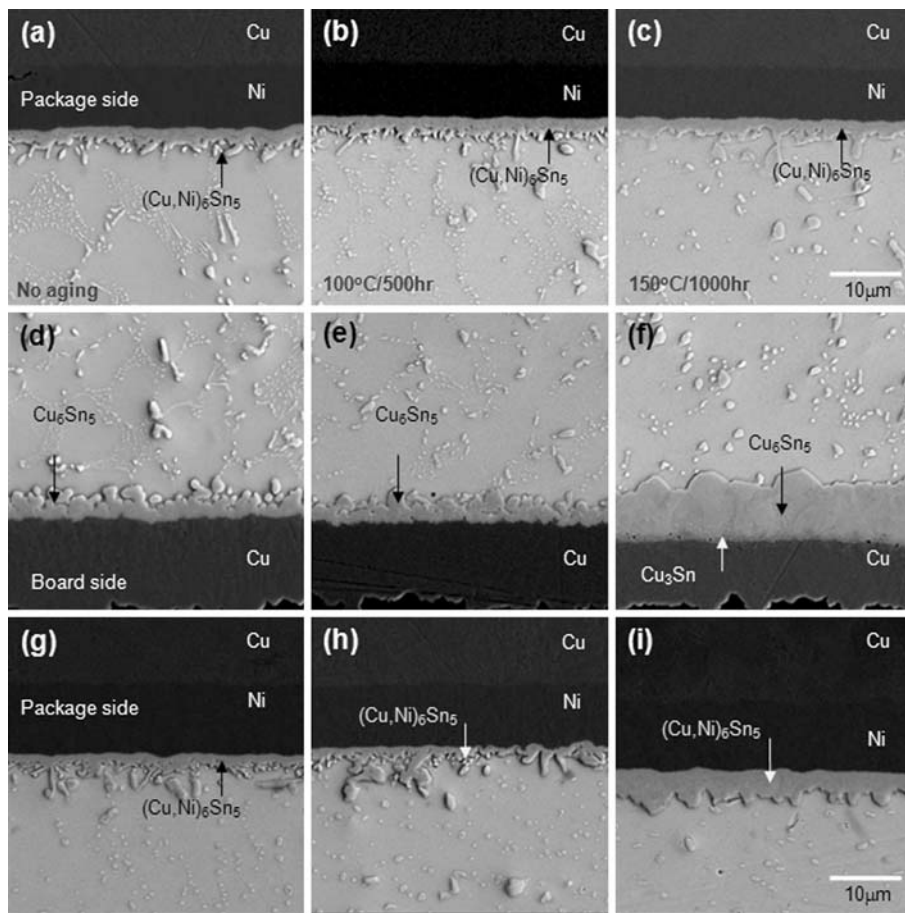 (a)
Cu
Package side
Ni
(Cu,Ni)₆Sn₅
No aging
(b)
Cu
Ni
(Cu,Ni)₆Sn₅
100°C/500hr
(c)
Cu
Ni
(Cu,Ni)₆Sn₅
150°C/1000hr
10μm
(d)
Cu₆Sn₅
Cu
Board side
(e)
Cu₆Sn₅
Cu
(f)
Cu₆Sn₅
Cu
Cu₃Sn
(g)
Cu
Package side
Ni
(Cu,Ni)₆Sn₅
(h)
Cu
(Cu,Ni)₆Sn₅
Ni
(i)
Cu
(Cu,Ni)₆Sn₅
Ni
10μm